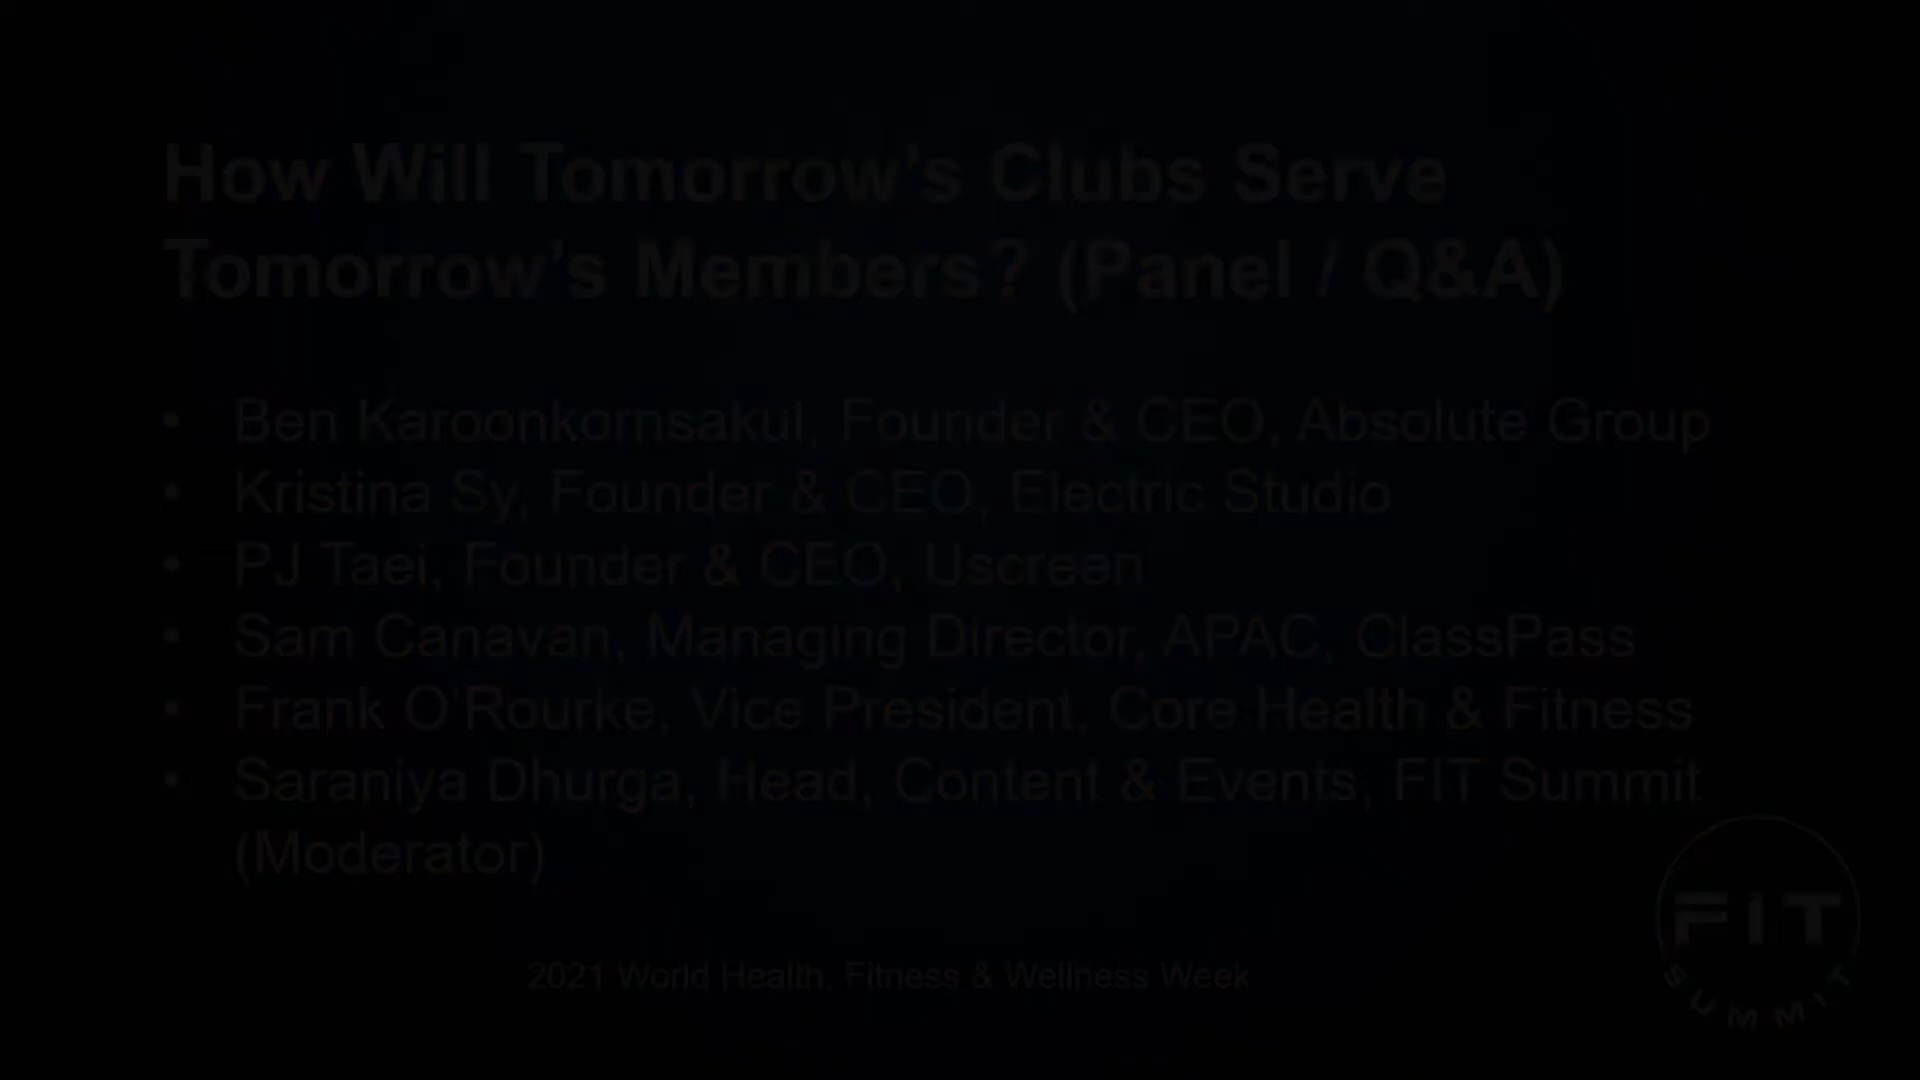 How Will Tomorrow's Clubs Serve
Tomorrow's Members? (Panel / Q&A)
• Ben Karoonkornsakul, Founder & CEO, Absolute Group
• Kristina Sy, Founder & CEO, Electric Studio
• PJ Taei, Founder & CEO, Uscreen
• Sam Canavan, Managing Director, APAC, ClassPass
• Frank O'Rourke, Vice President, Core Health & Fitness
• Saraniya Dhurga, Head, Content & Events, FIT Summit
(Moderator)
FIT
SUMMIT
2021 World Health, Fitness & Wellness Week